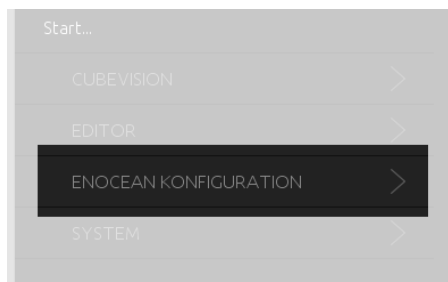 Start...
CUBEVISION
EDITOR
ENOCEAN KONFIGURATION
SYSTEM